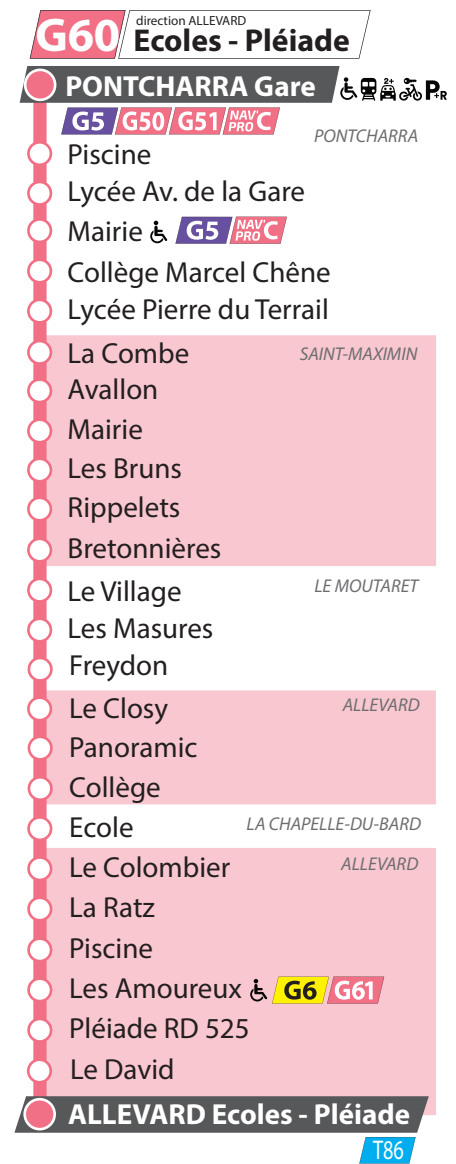 G60 direction ALLEVARD
Ecoles - Pléiade
PONTCHARRA Gare 2+ P+R
G5 G50 G51 NAV'PRO C
PONTCHARRA
Piscine
Lycée Av. de la Gare
Mairie G5 NAV'PRO C
Collège Marcel Chêne
Lycée Pierre du Terrail
La Combe SAINT-MAXIMIN
Avallon
Mairie
Les Bruns
Rippelets
Bretonnières
Le Village LE MOUTARET
Les Masures
Freydon
Le Closy ALLEVARD
Panoramic
Collège
Ecole LA CHAPELLE-DU-BARD
Le Colombier ALLEVARD
La Ratz
Piscine
Les Amoureux G6 G61
Pléiade RD 525
Le David
ALLEVARD Ecoles - Pléiade
T86